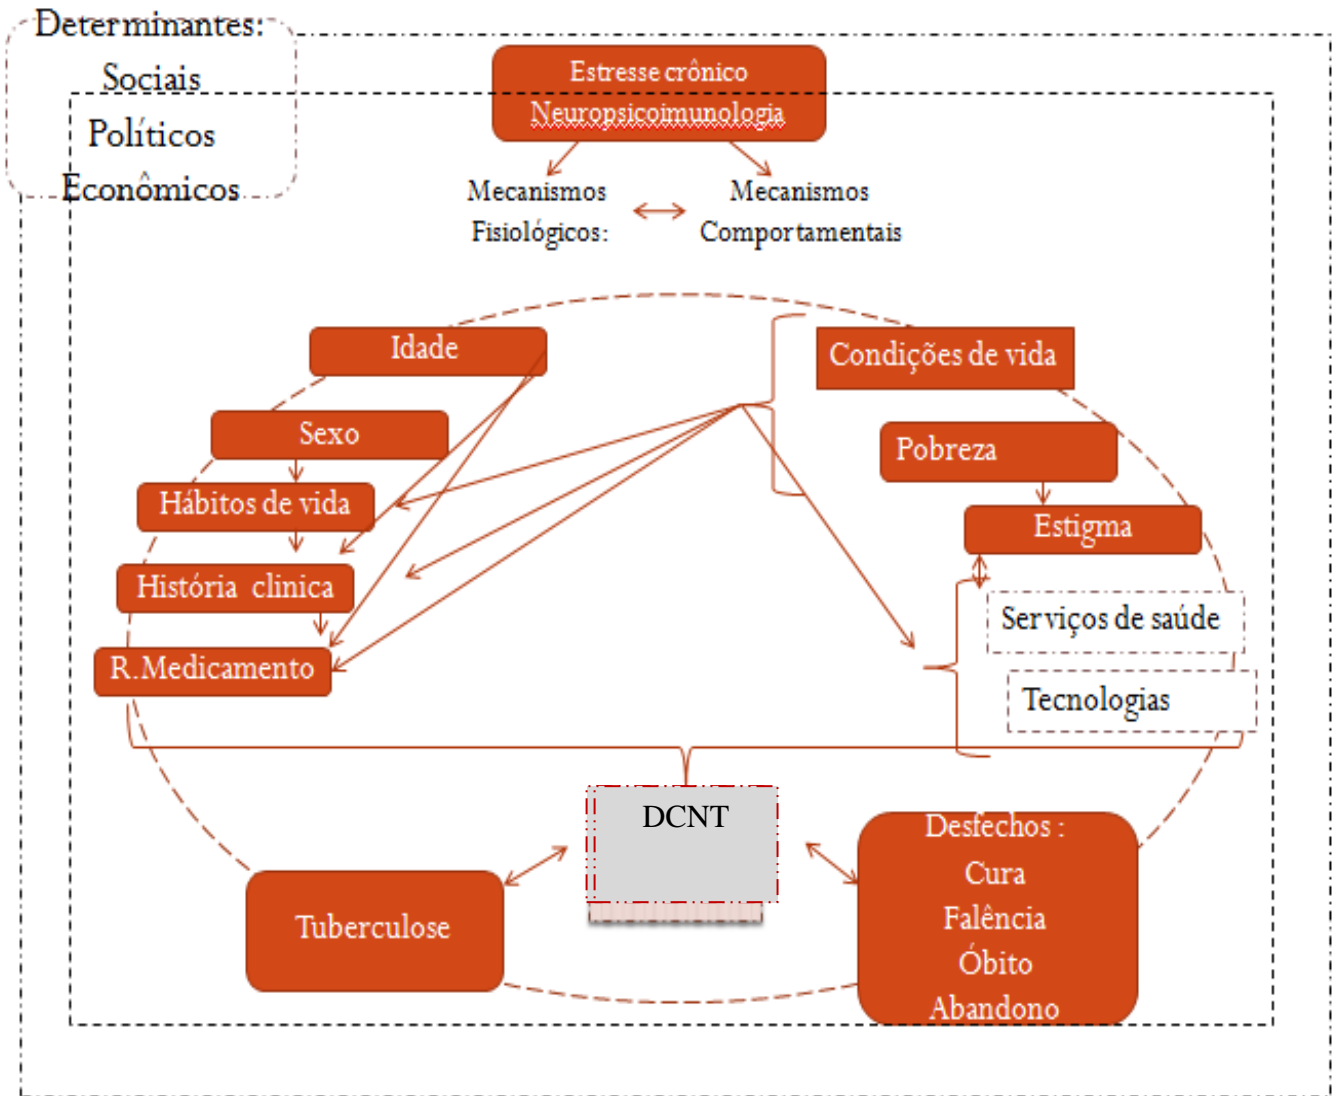 Determinantes:
Sociais
Políticos
Econômicos
Estresse crônico
Neuropsicoimunologia
Mecanismos
Fisiológicos:
Mecanismos
Comportamentais
Idade
Sexo
Hábitos de vida
História clinica
R.Medicamento
Condições de vida
Pobreza
Estigma
Serviços de saúde
Tecnologias
DCNT
Tuberculose
Desfechos :
Cura
Falência
Óbito
Abandono